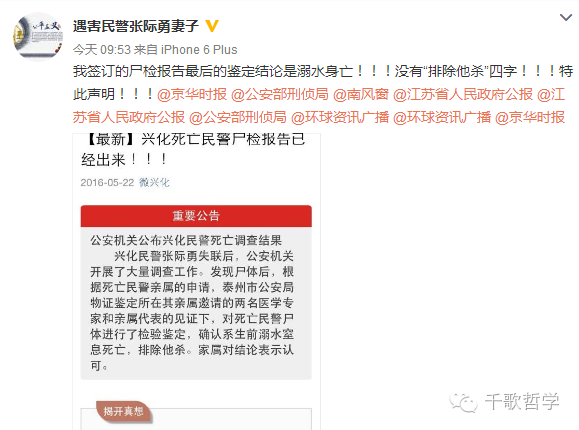 遇害民警张际勇妻子
今天 09:53 来自 iPhone 6 Plus
我签订的尸检报告最后的鉴定结论是溺水身亡！！！没有“排除他杀”四字！！！特
此声明！！！@京华时报 @公安部刑侦局 @南风窗 @江苏省人民政府公报 @江
苏省人民政府公报 @公安部刑侦局 @环球资讯广播 @环球资讯广播 @京华时报
【最新】兴化死亡民警尸检报告已
经出来！！！
2016-05-22 微兴化
重要公告
公安机关公布兴化民警死亡调查结果
兴化民警张际勇失联后，公安机关
开展了大量调查工作。发现尸体后，根
据死亡民警亲属的申请，泰州市公安局
物证鉴定所在其亲属邀请的两名医学专
家和亲属代表的见证下，对死亡民警尸
体进行了检验鉴定，确认系生前溺水窒
息死亡，排除他杀。家属对结论表示认
可。
揭开真想
千歌哲学